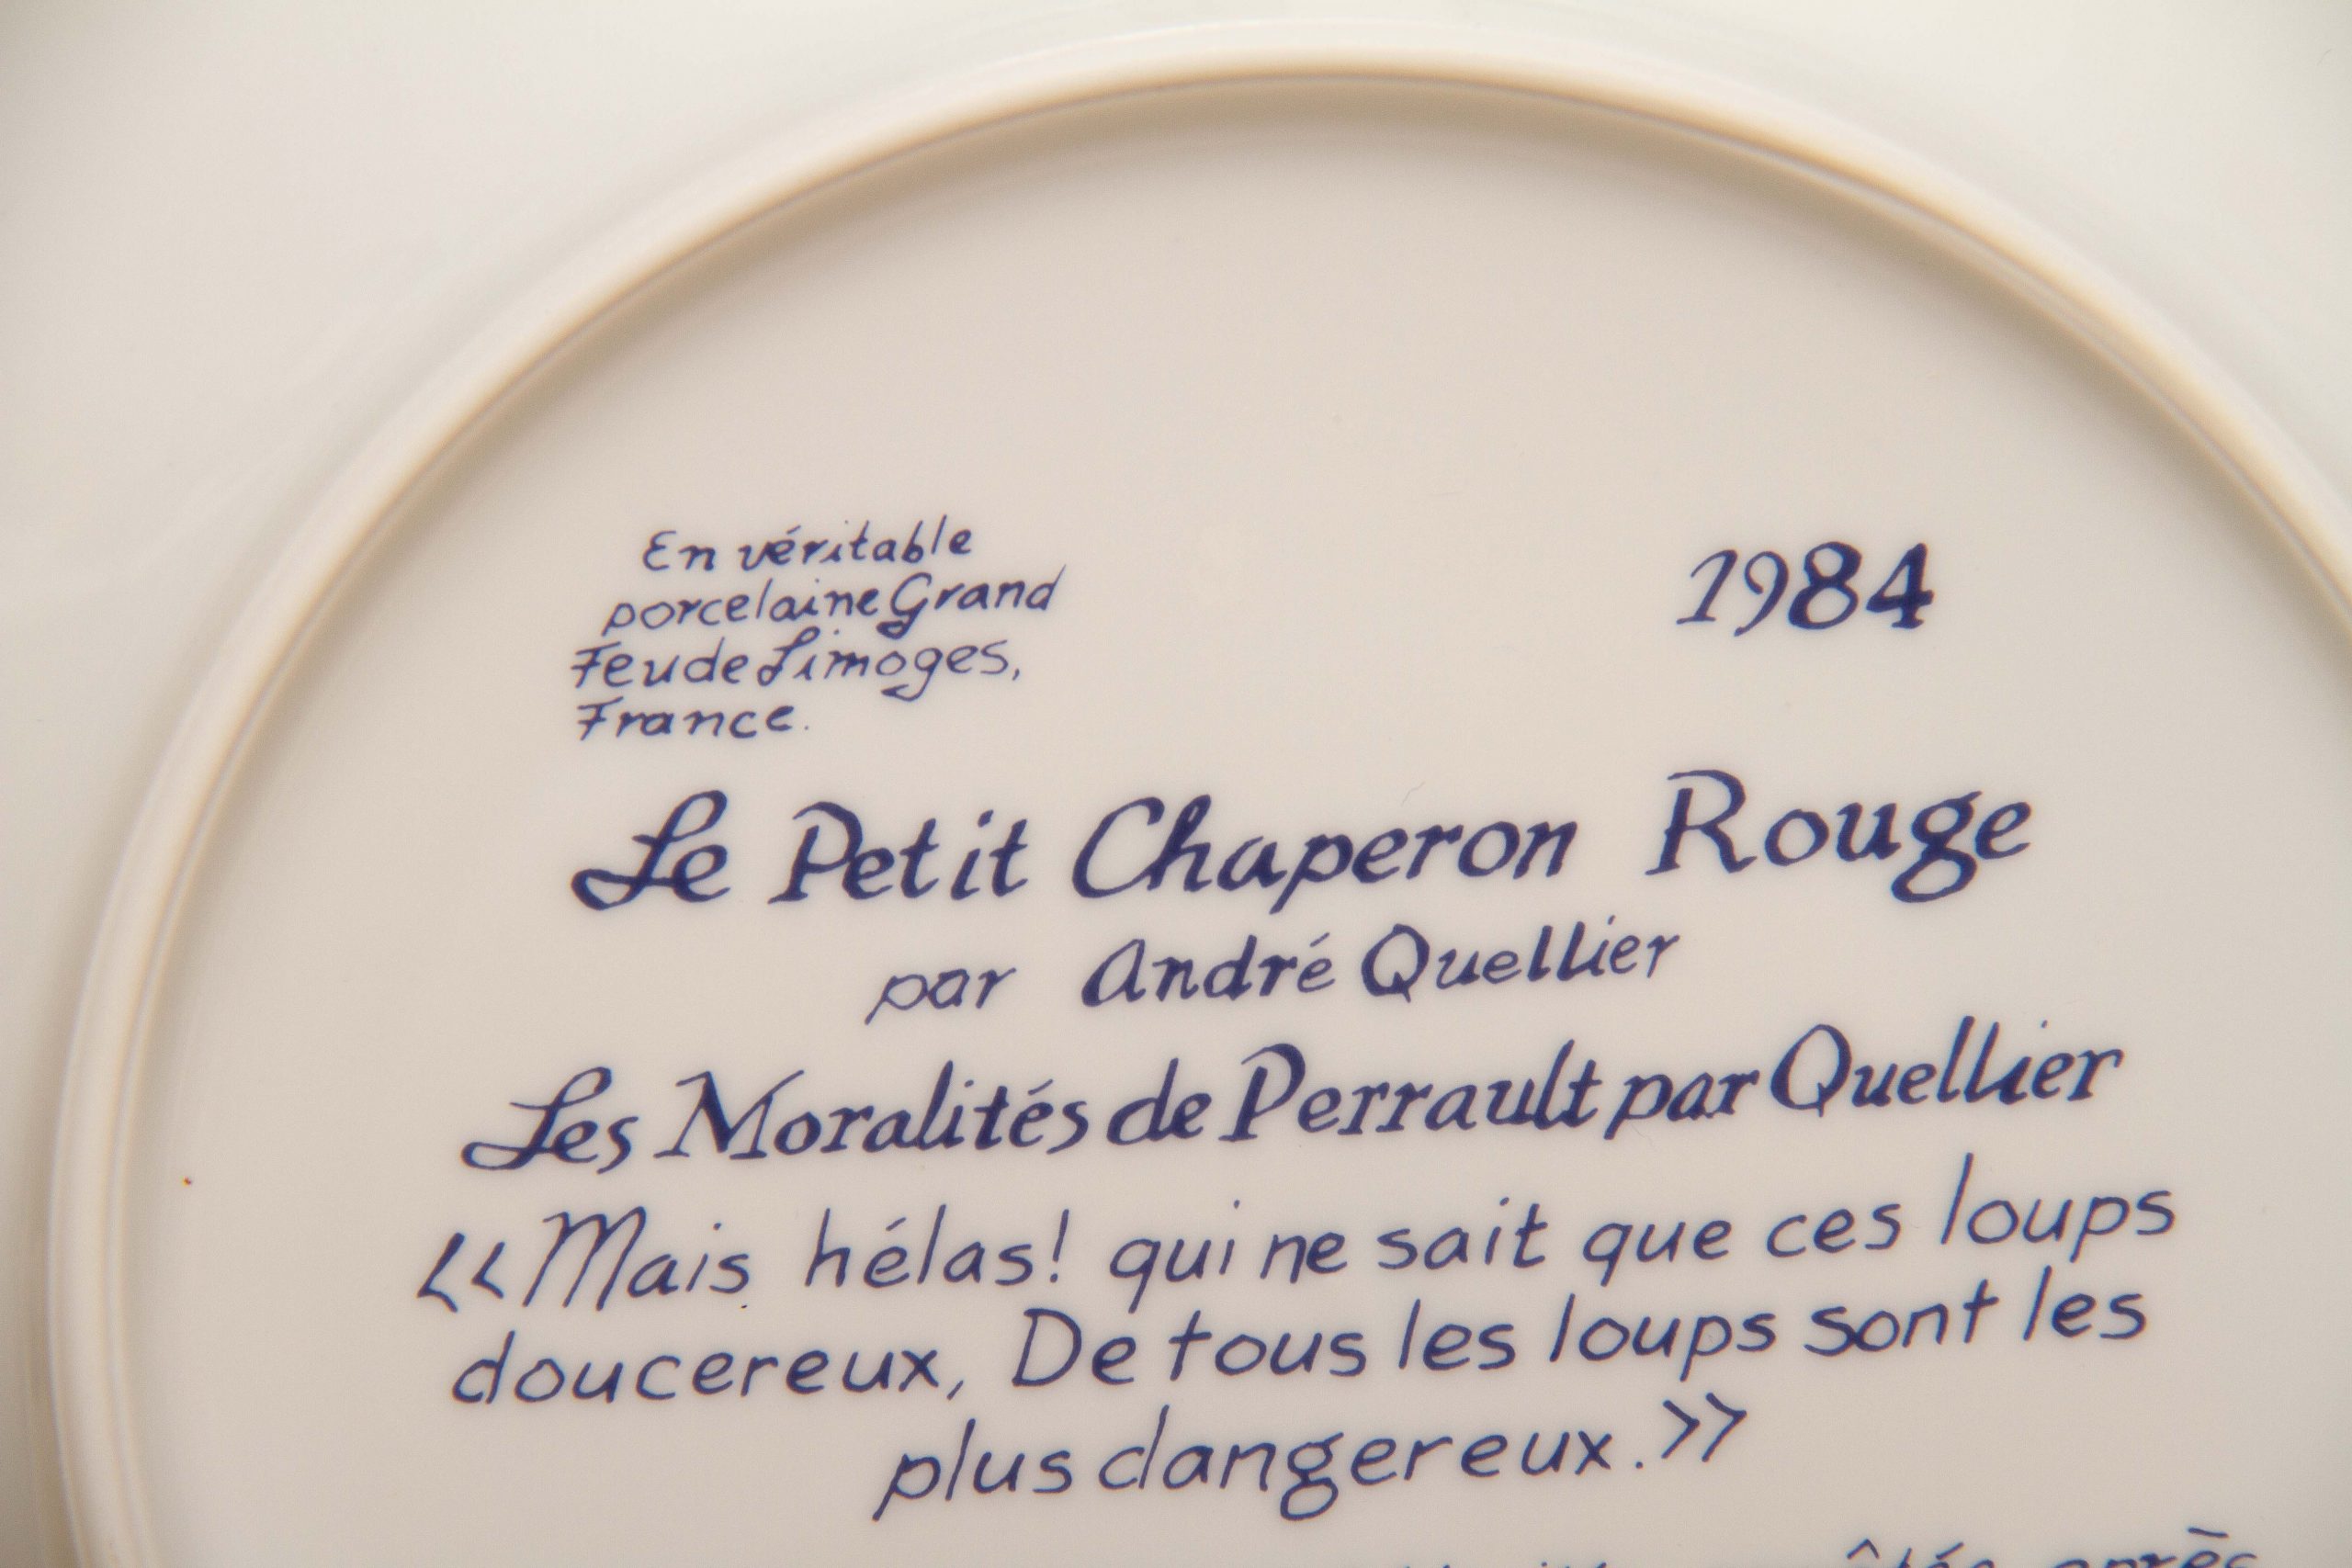 En véritable
porcelaine Grand
Feu de Limoges,
France.
1984
Le Petit Chaperon Rouge
par André Quellier
Les Moralités de Perrault par Quellier
<<Mais hélas! qui ne sait que ces loups
doucereux, De tous les loups sont les
plus dangereux.>>
après